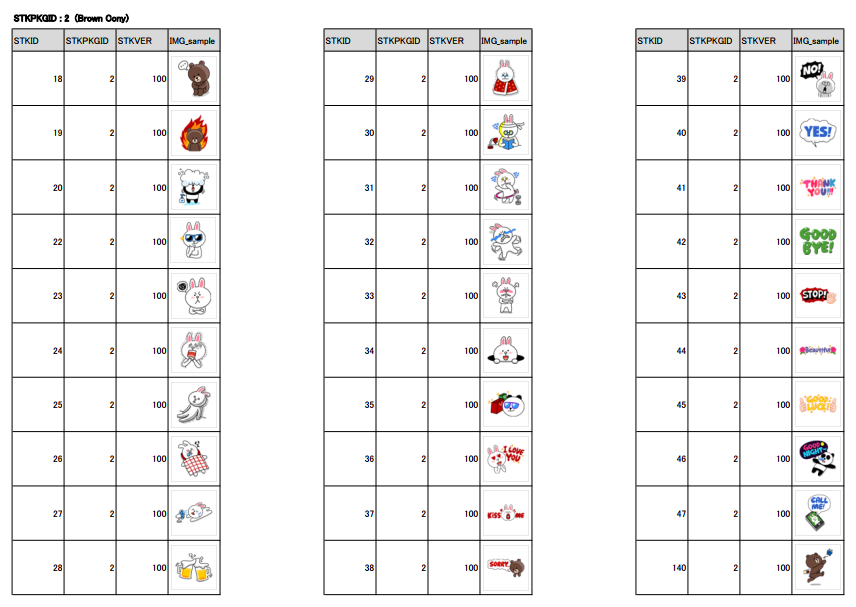 STKPKGID : 2 (Brown Cony)
STKID STKPKGID STKVER IMG_sample
18 2 100
19 2 100
20 2 100
22 2 100
23 2 100
24 2 100
25 2 100
26 2 100
27 2 100
28 2 100
STKID STKPKGID STKVER IMG_sample
29 2 100
30 2 100
31 2 100
32 2 100
33 2 100
34 2 100
35 2 100
36 2 100 I LOVE YOU
37 2 100 KISS ME
38 2 100 SORRY.
STKID STKPKGID STKVER IMG_sample
39 2 100 NO!
40 2 100 YES!
41 2 100 THANK YOU!!!
42 2 100 GOOD BYE!
43 2 100 STOP!
44 2 100 Beautiful
45 2 100 GOOD LUCK!
46 2 100 GOOD NIGHT
47 2 100 CALL ME!
140 2 100